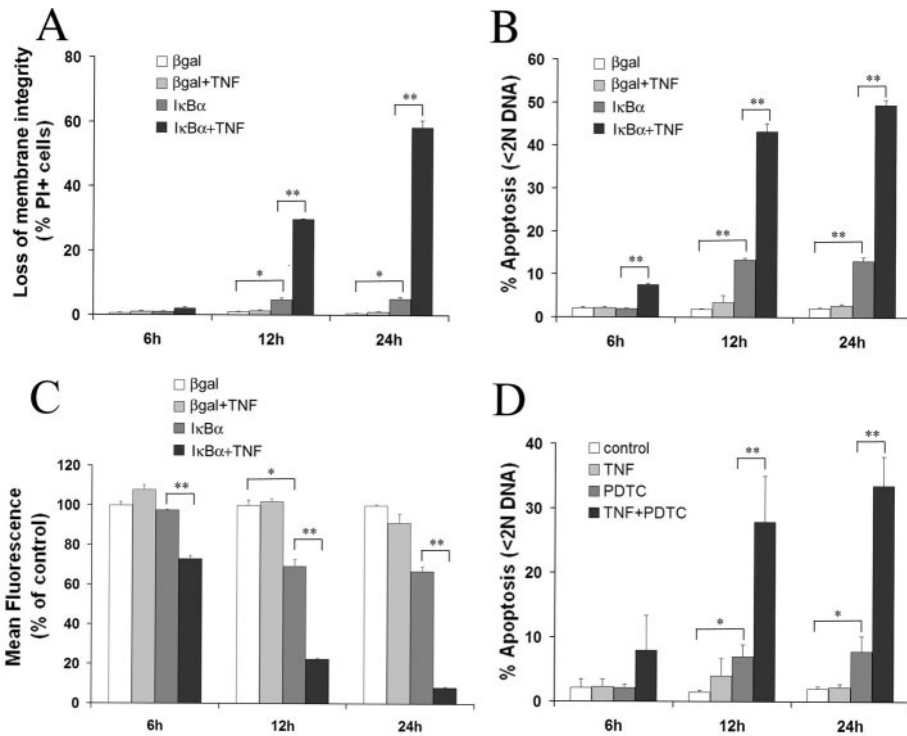 A
Loss of membrane integrity
(% PI+ cells)
80
60
40
20
0
βgal
βgal+TNF
IκBα
IκBα+TNF
*
**
*
**
6h
12h
24h
B
% Apoptosis (<2N DNA)
60
50
40
30
20
10
0
βgal
βgal+TNF
IκBα
IκBα+TNF
**
**
**
**
**
6h
12h
24h
C
Mean Fluorescence
(% of control)
120
100
80
60
40
20
0
βgal
βgal+TNF
IκBα
IκBα+TNF
**
*
**
**
6h
12h
24h
D
% Apoptosis (<2N DNA)
40
30
20
10
0
control
TNF
PDTC
TNF+PDTC
*
**
*
**
6h
12h
24h